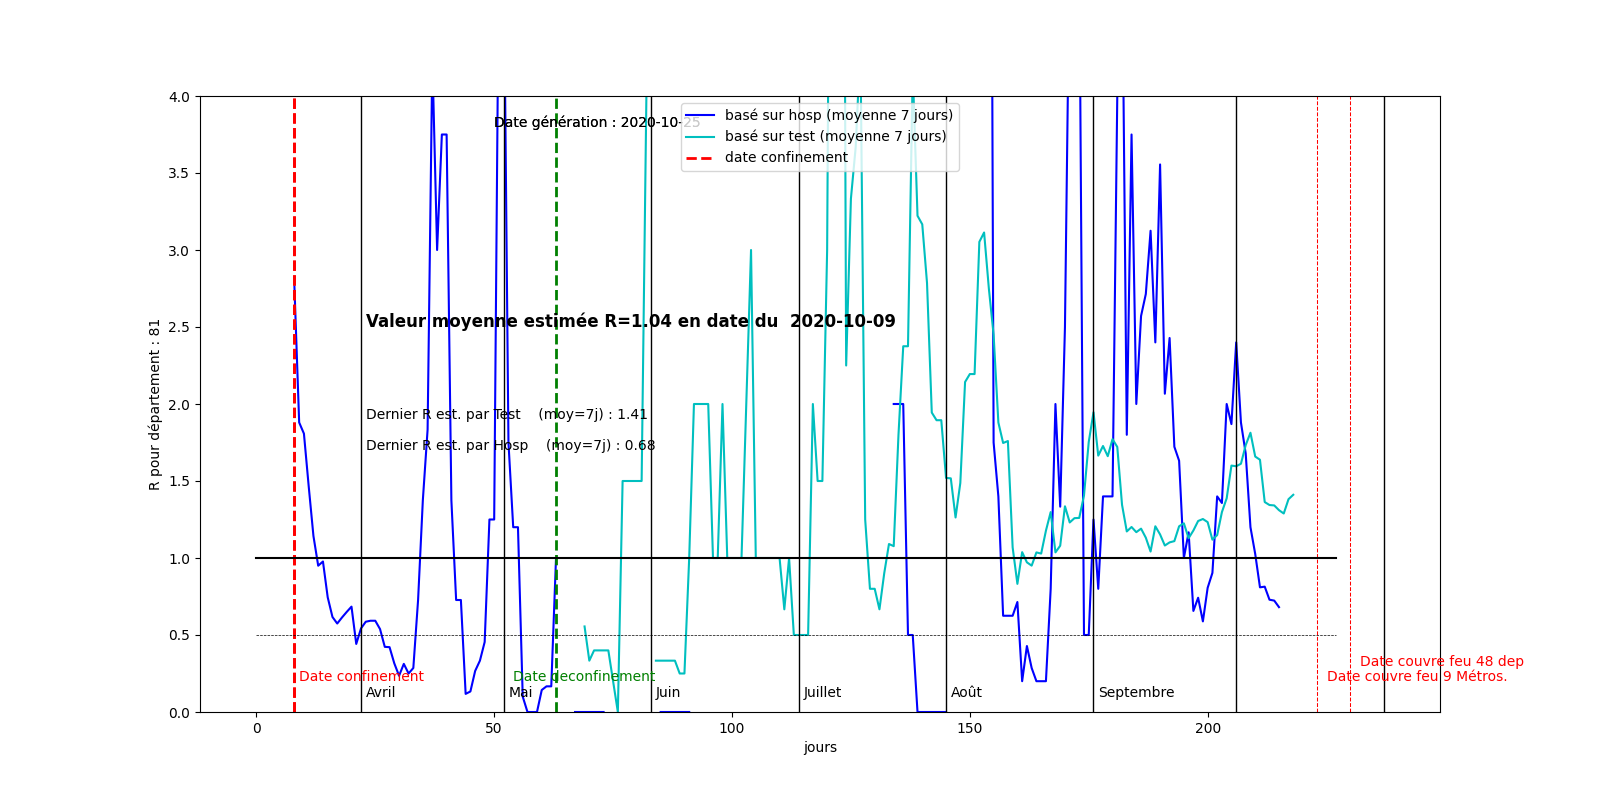 4.0
3.5
3.0
2.5
2.0
1.5
1.0
0.5
0.0
R pour département : 81
Date génération : 2020-10-25
basé sur hosp (moyenne 7 jours)
basé sur test (moyenne 7 jours)
date confinement
Valeur moyenne estimée R=1.04 en date du  2020-10-09
Dernier R est. par Test    (moy=7j) : 1.41
Dernier R est. par Hosp    (moy=7j) : 0.68
Date couvre feu 48 dep
Date confinement
Date deconfinement
Date couvre feu 9 Métros.
Avril
Mai
Juin
Juillet
Août
Septembre
0
50
100
150
200
jours